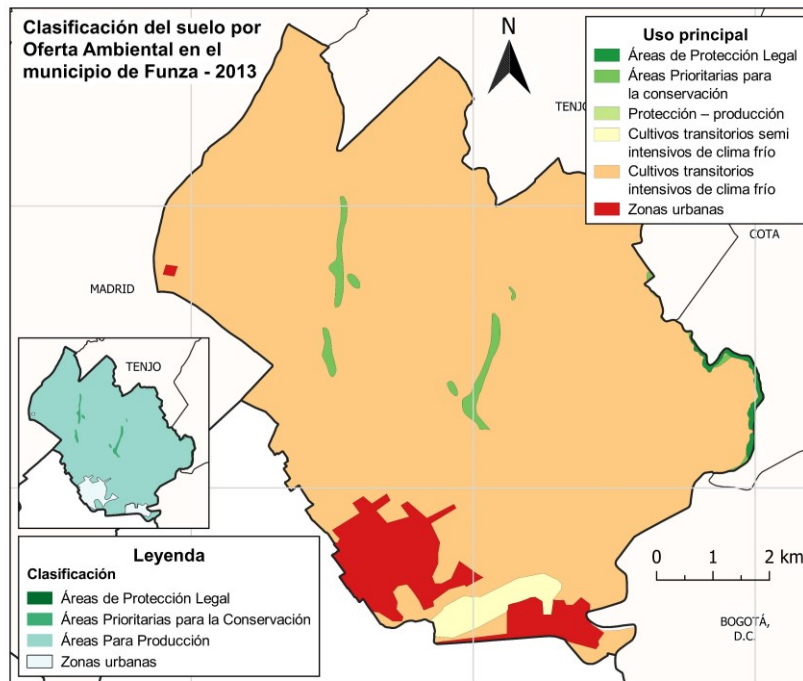 Clasificación del suelo por
Oferta Ambiental en el
municipio de Funza - 2013
N
Uso principal
Áreas de Protección Legal
Áreas Prioritarias para
la conservación
Protección – producción
Cultivos transitorios semi
intensivos de clima frío
Cultivos transitorios
intensivos de clima frío
Zonas urbanas
TENJO
COTA
MADRID
TENJO
Leyenda
Clasificación
Áreas de Protección Legal
Áreas Prioritarias para la Conservación
Áreas Para Producción
Zonas urbanas
0 1 2 km
BOGOTÁ,
D.C.